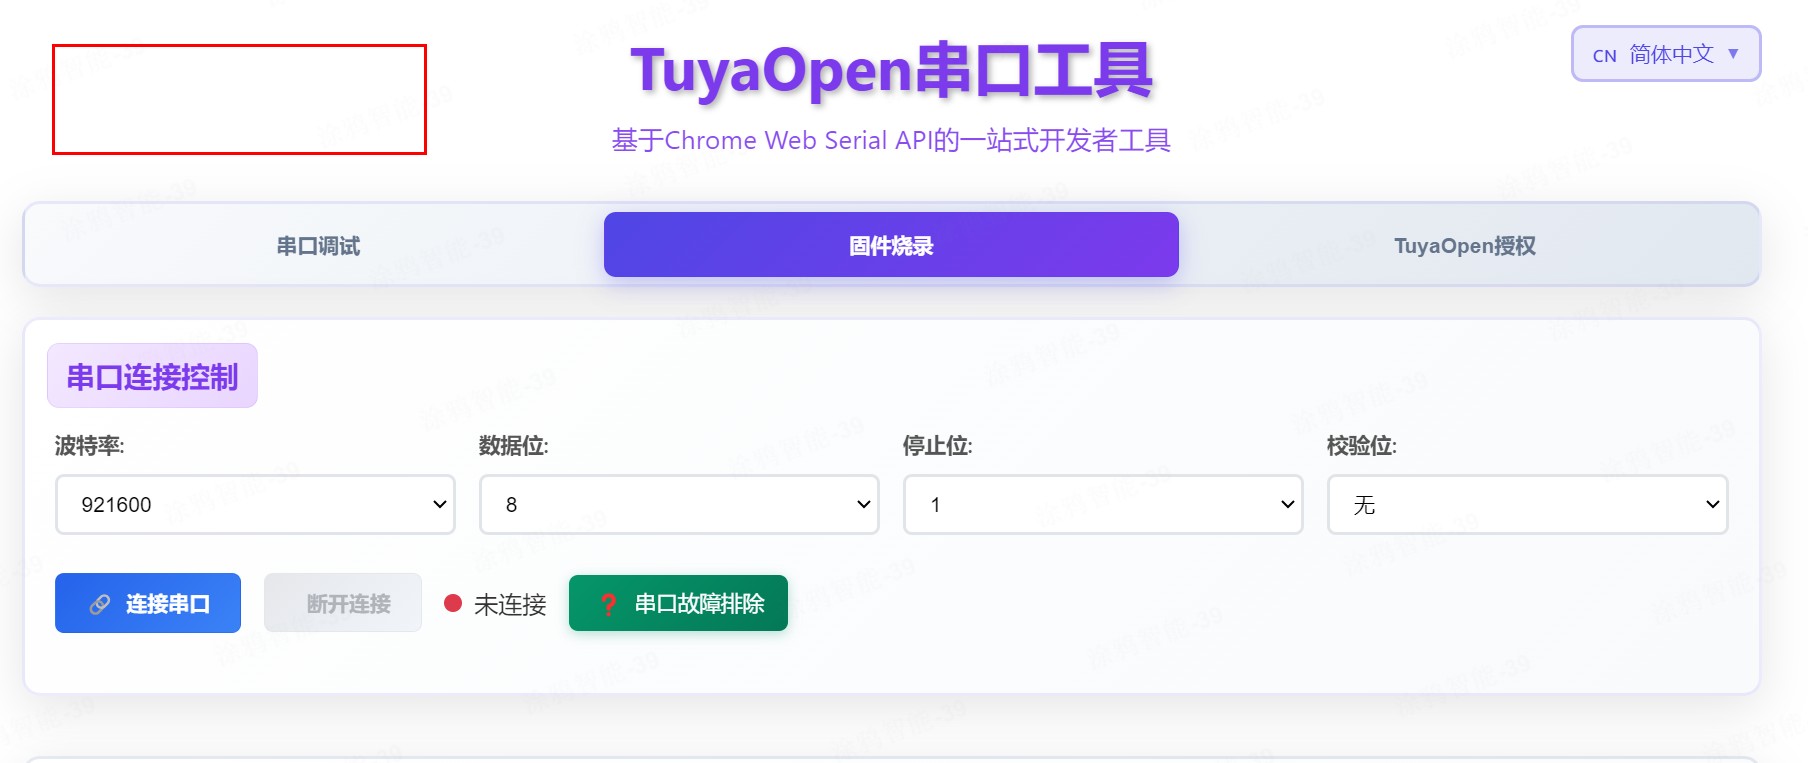 TuyaOpen串口工具
CN 简体中文 ▼
基于Chrome Web Serial API的一站式开发者工具
串口调试
固件烧录
TuyaOpen授权
串口连接控制
波特率:
数据位:
停止位:
校验位:
921600
8
1
无
连接串口
断开连接
未连接
❓ 串口故障排除
涂鸦智能-39